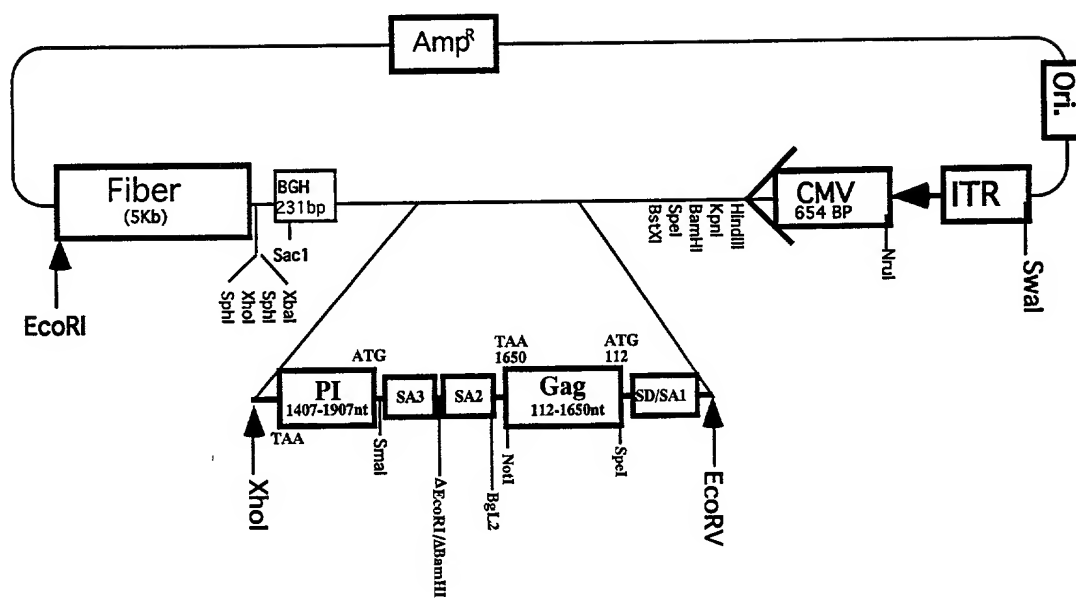 Amp^R
Ori.
Fiber
(5Kb)
BGH
231bp
CMV
654 BP
ITR
Sac1
SphI
XhoI
SphI
XbaI
EcoRI
BstXI
SpeI
BamHI
KpnI
HindIII
NruI
SwaI
TAA
1650
ATG
112
ATG
PI
1407-1907nt
SA3
SA2
Gag
112-1650nt
SD/SA1
TAA
SmaI
NotI
SpeI
XhoI
ΔEcoRI/ΔBamHI
BgL2
EcoRV